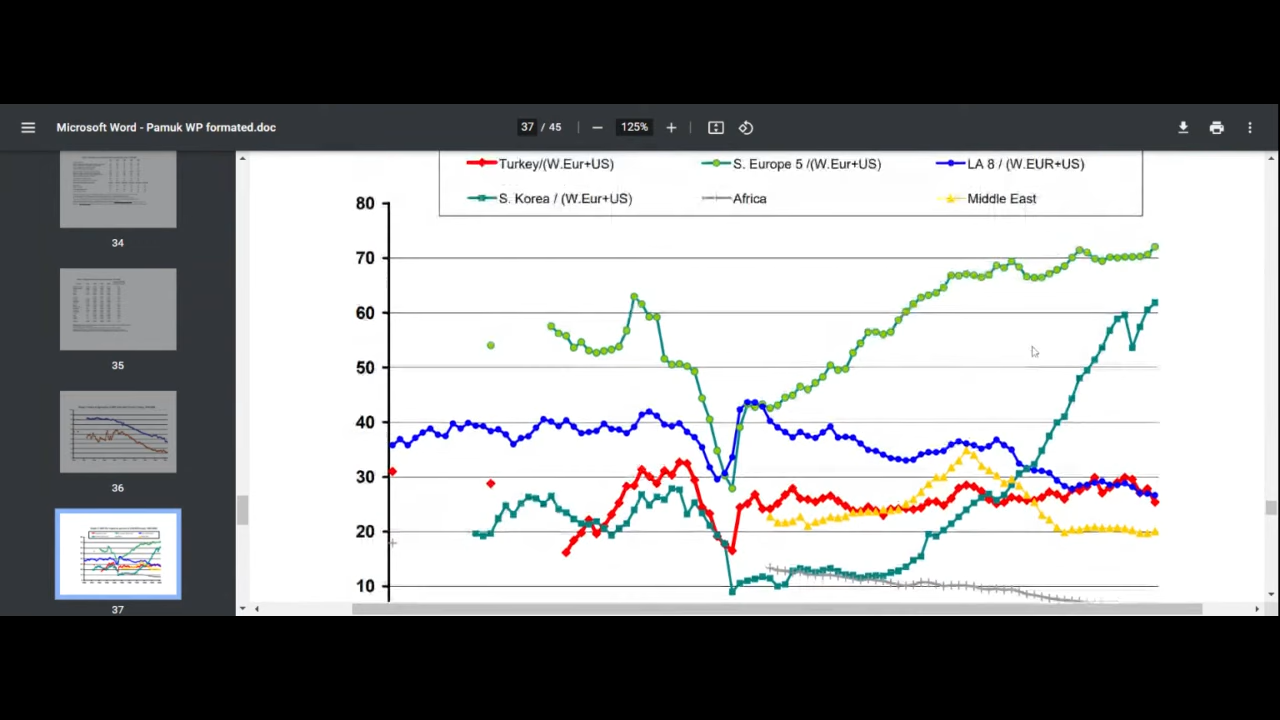 Microsoft Word - Pamuk WP formated.doc
37 / 45
125%
34
35
36
37
Turkey/(W.Eur+US)
S. Europe 5 /(W.Eur+US)
LA 8 / (W.EUR+US)
S. Korea / (W.Eur+US)
Africa
Middle East
80
70
60
50
40
30
20
10